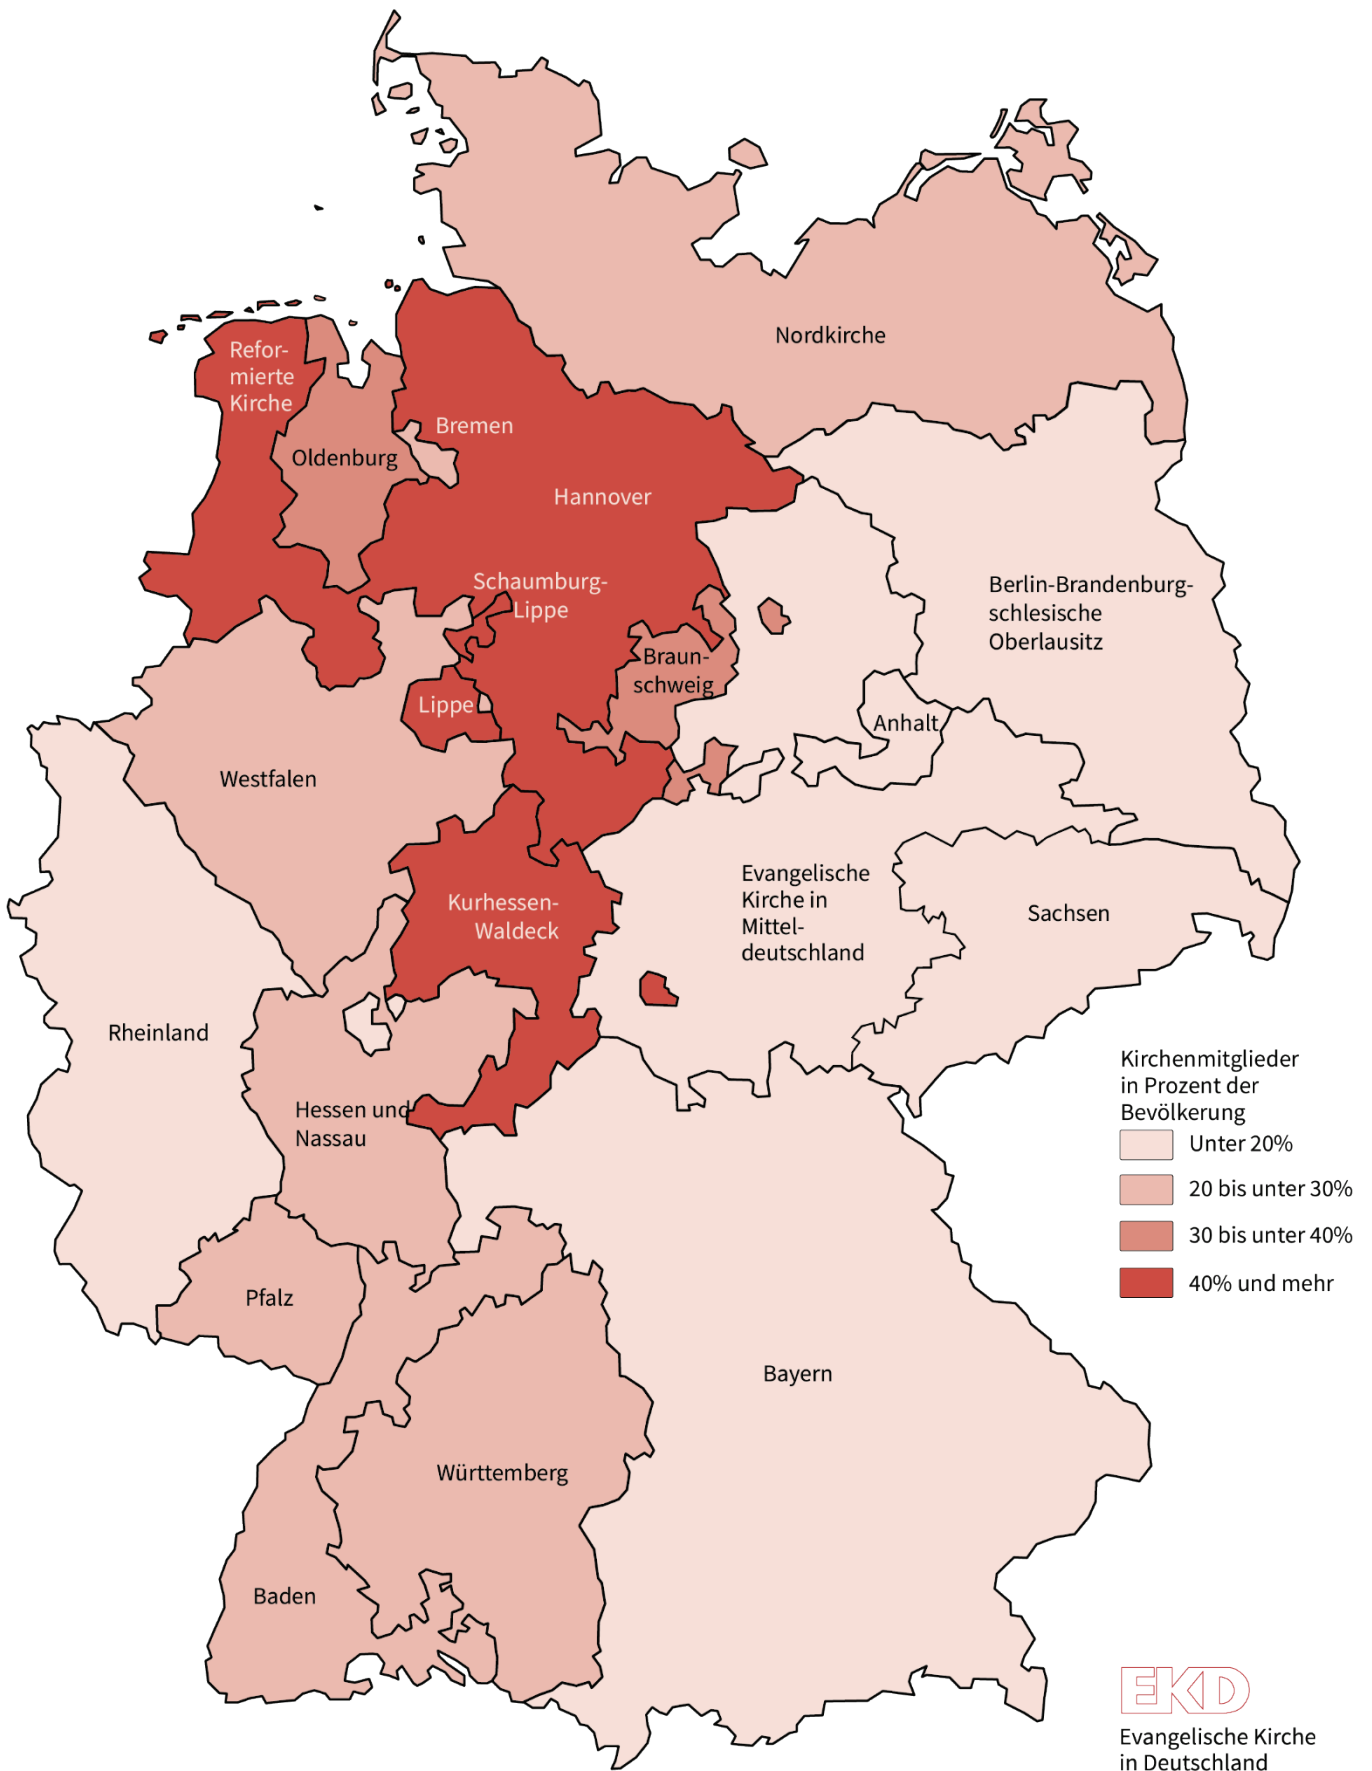 Nordkirche
Refor-
mierte
Kirche
Bremen
Oldenburg
Hannover
Schaumburg-
Lippe
Berlin-Brandenburg-
schlesische
Oberlausitz
Braun-
schweig
Lippe
Anhalt
Westfalen
Evangelische
Kirche in
Mittel-
deutschland
Kurhessen-
Waldeck
Sachsen
Rheinland
Hessen und
Nassau
Pfalz
Bayern
Württemberg
Baden
Kirchenmitglieder
in Prozent der
Bevölkerung
Unter 20%
20 bis unter 30%
30 bis unter 40%
40% und mehr
EKD
Evangelische Kirche
in Deutschland